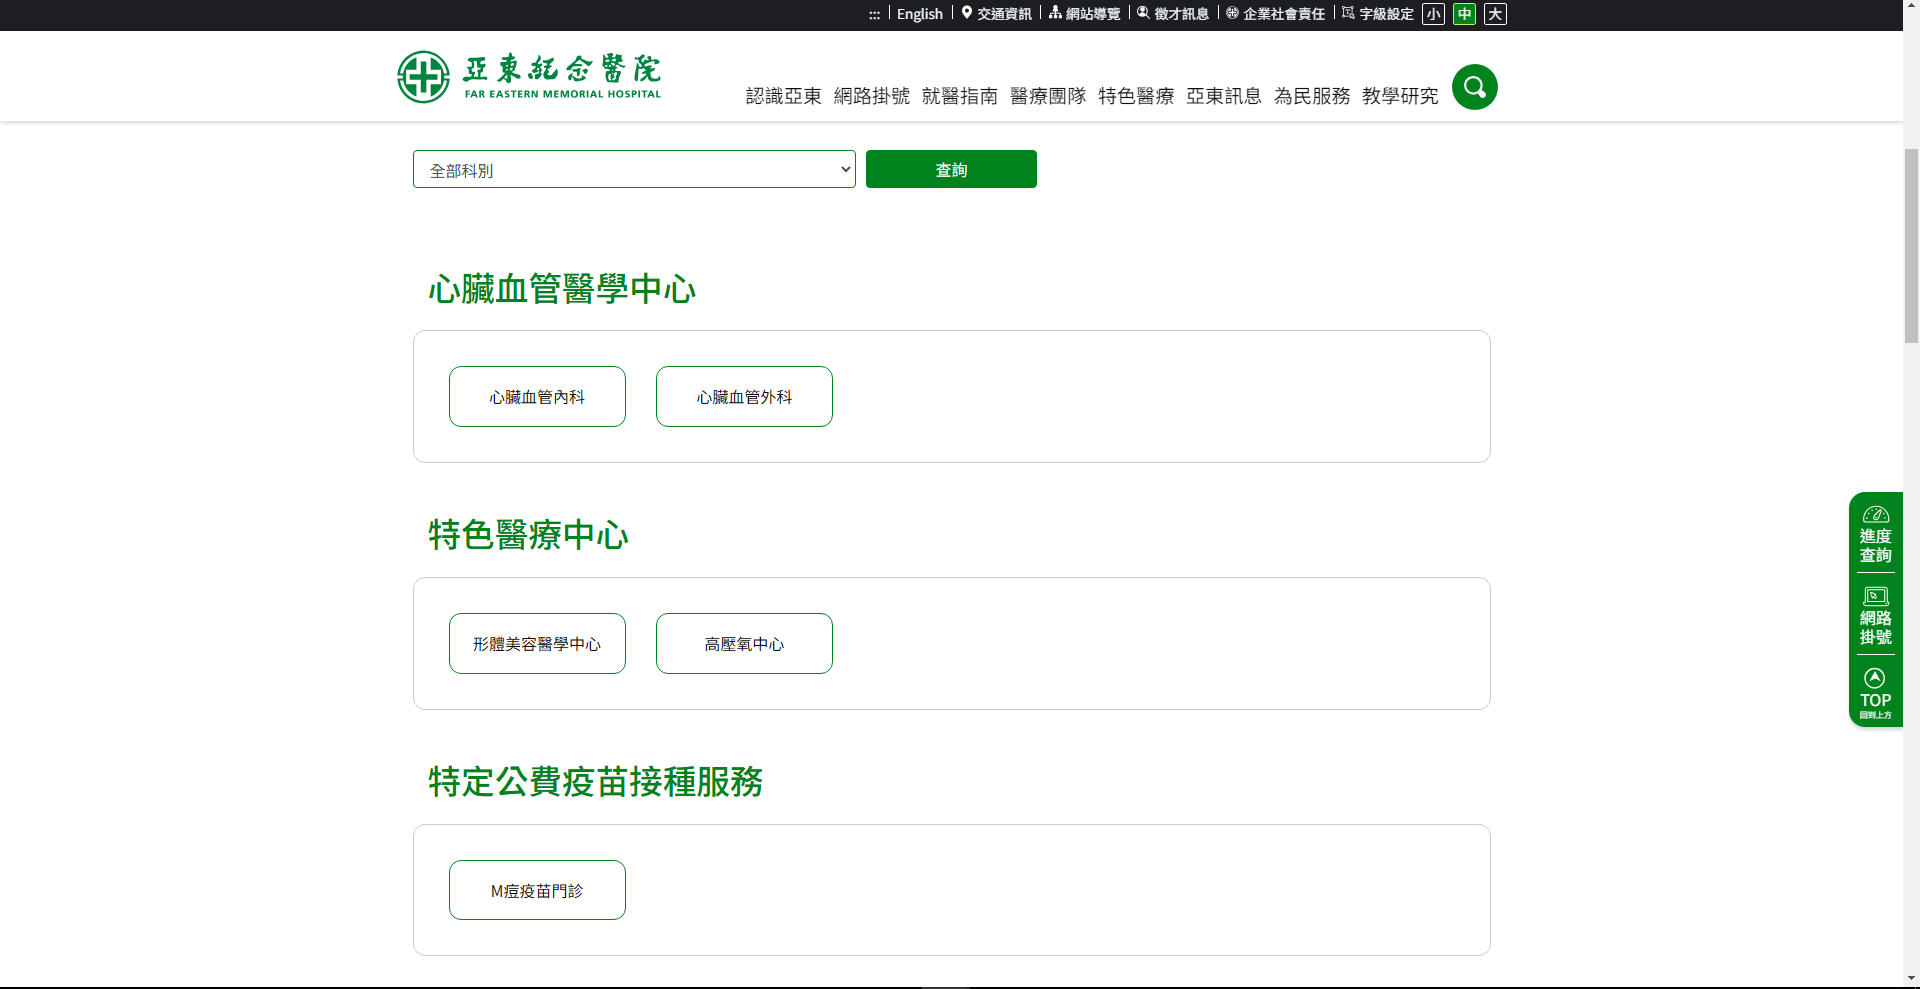 ::: English 交通資訊 網站導覽 徵才訊息 企業社會責任 字級設定 小 中 大
亞東紀念醫院
FAR EASTERN MEMORIAL HOSPITAL
認識亞東 網路掛號 就醫指南 醫療團隊 特色醫療 亞東訊息 為民服務 教學研究
全部科別 查詢
心臟血管醫學中心
心臟血管內科 心臟血管外科
特色醫療中心
形體美容醫學中心 高壓氧中心
特定公費疫苗接種服務
M痘疫苗門診
進度
查詢
網路
掛號
TOP
回到上方